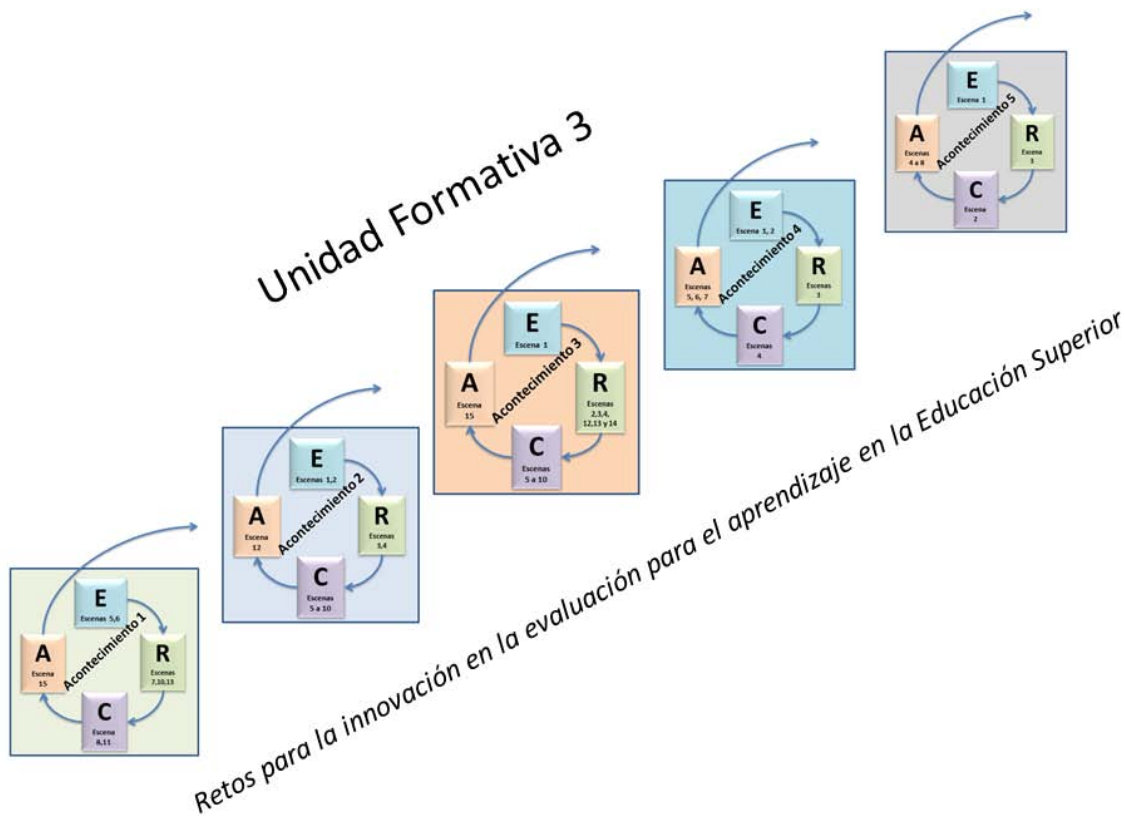 Unidad Formativa 3
E
Escena 1
Acontecimiento 5
A
Escenas
4 a 8
R
Escena
3
C
Escena
2
E
Escena 1, 2
Acontecimiento 4
A
Escenas
5, 6, 7
R
Escenas
3
C
Escenas
4
E
Escena 1
Acontecimiento 3
A
Escena
15
R
Escenas
2,3,4,
12,13 y 14
C
Escenas
5 a 10
E
Escenas 1,2
Acontecimiento 2
A
Escena
12
R
Escenas
3,4
C
Escenas
5 a 10
E
Escenas 5,6
Acontecimiento 1
A
Escena
15
R
Escenas
7,10,13
C
Escena
8,11
Retos para la innovación en la evaluación para el aprendizaje en la Educación Superior